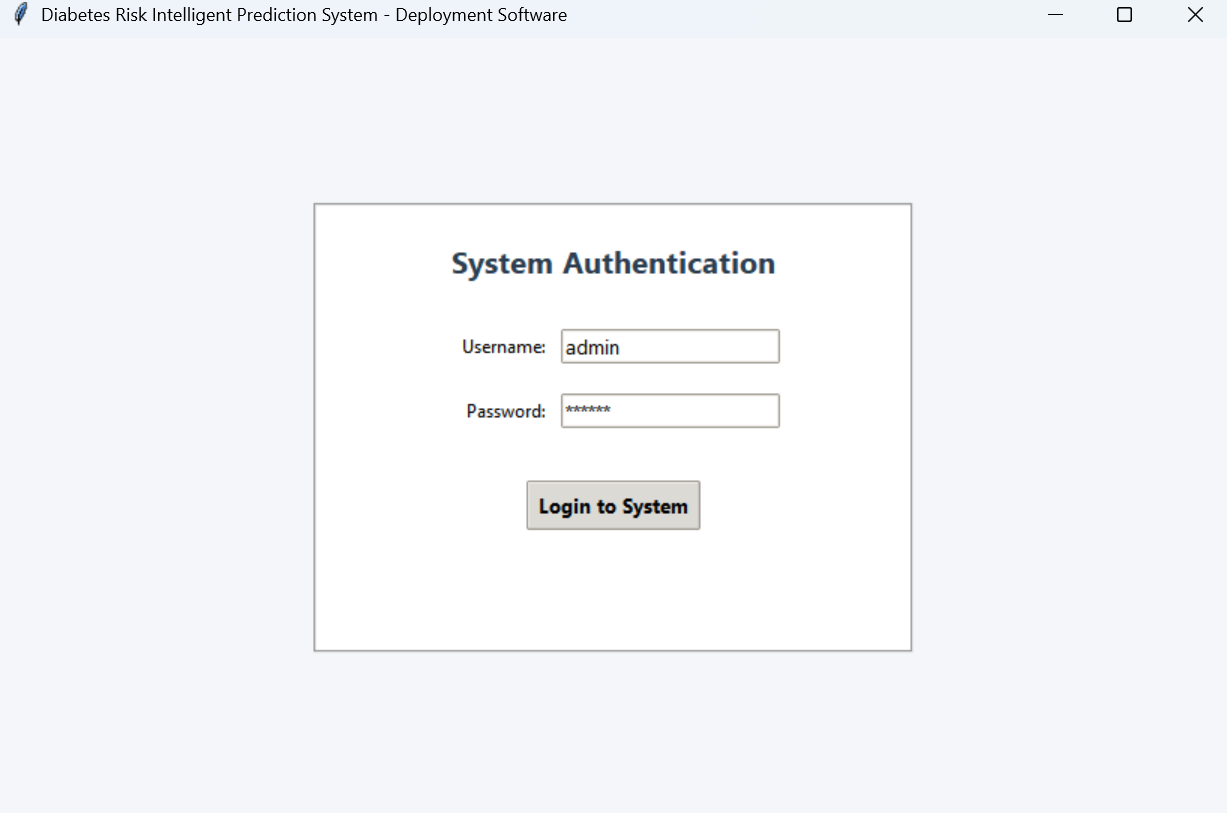 Diabetes Risk Intelligent Prediction System - Deployment Software
System Authentication
Username: admin
Password: ******
Login to System